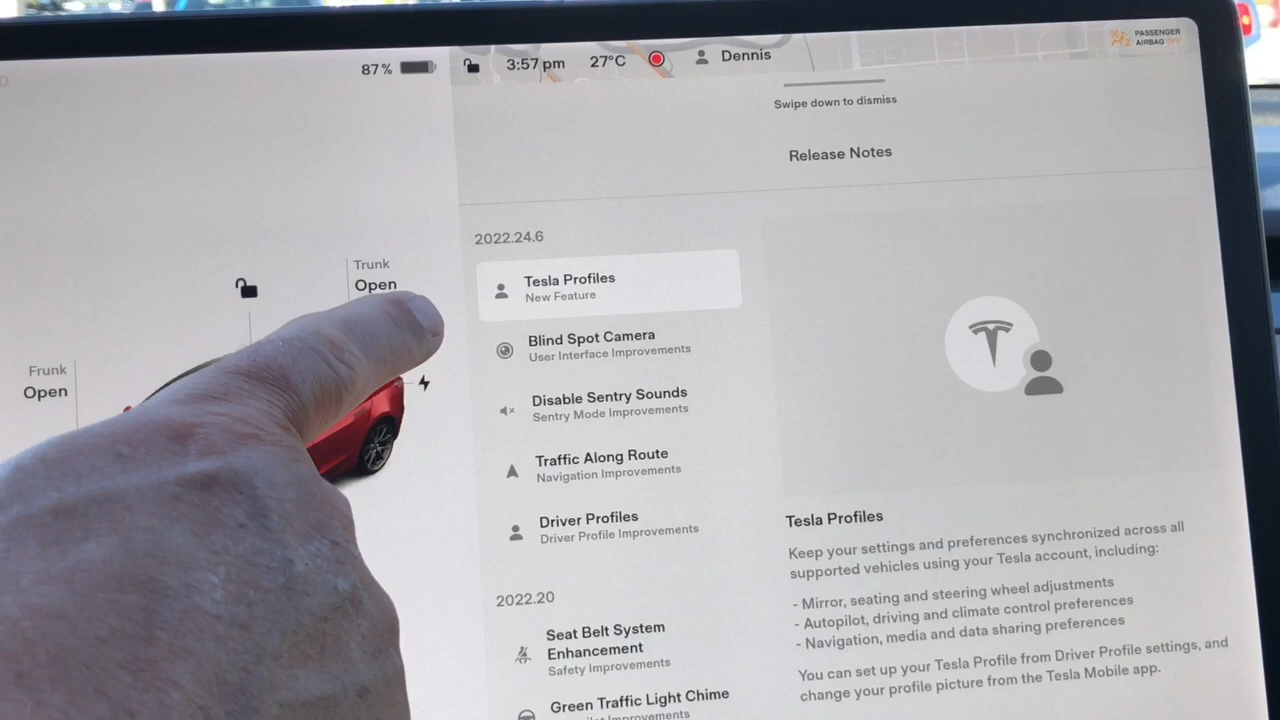 87%
3:57 pm
27°C
Dennis
PASSENGER
AIRBAG OFF
Swipe down to dismiss
Release Notes
Trunk
Open
Frunk
Open
2022.24.6
Tesla Profiles
New Feature
Blind Spot Camera
User Interface Improvements
Disable Sentry Sounds
Sentry Mode Improvements
Traffic Along Route
Navigation Improvements
Driver Profiles
Driver Profile Improvements
2022.20
Seat Belt System
Enhancement
Safety Improvements
Green Traffic Light Chime
Improvements
Tesla Profiles
Keep your settings and preferences synchronized across all
supported vehicles using your Tesla account, including:
- Mirror, seating and steering wheel adjustments
- Autopilot, driving and climate control preferences
- Navigation, media and data sharing preferences
You can set up your Tesla Profile from Driver Profile settings, and
change your profile picture from the Tesla Mobile app.